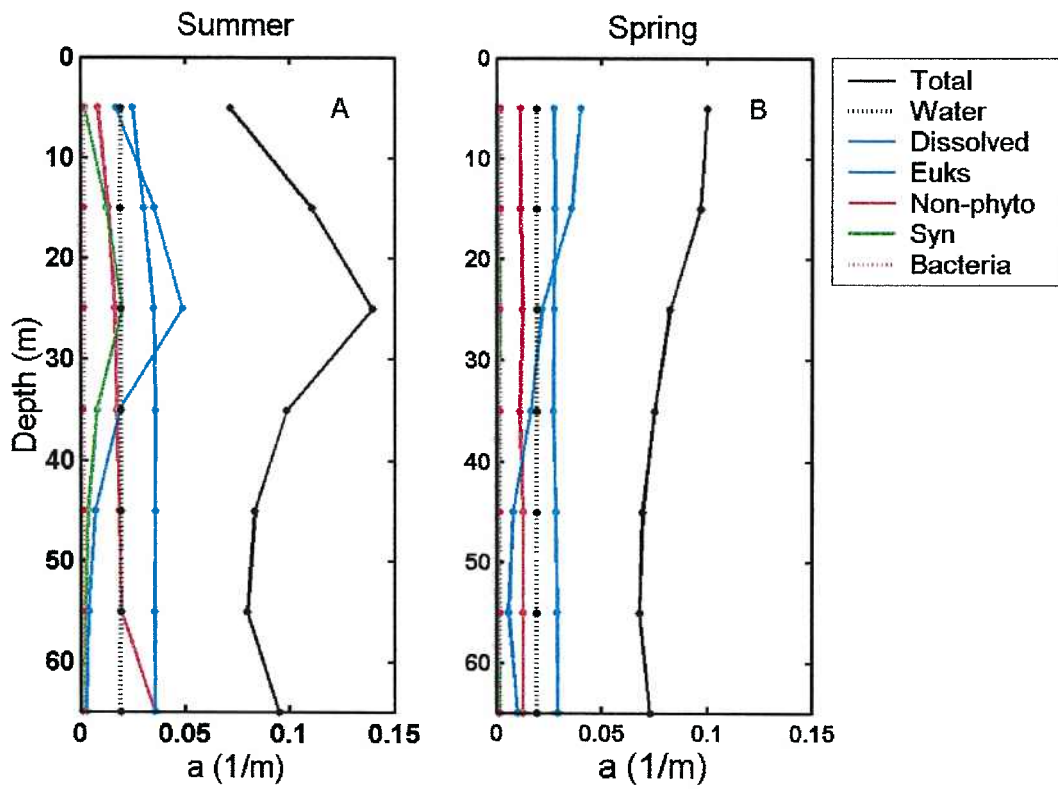 Summer
Spring
0
10
20
30
40
50
60
Depth (m)
A
0
0.05
0.1
0.15
a (1/m)
0
10
20
30
40
50
60
B
0
0.05
0.1
0.15
a (1/m)
Total
Water
Dissolved
Euks
Non-phyto
Syn
Bacteria